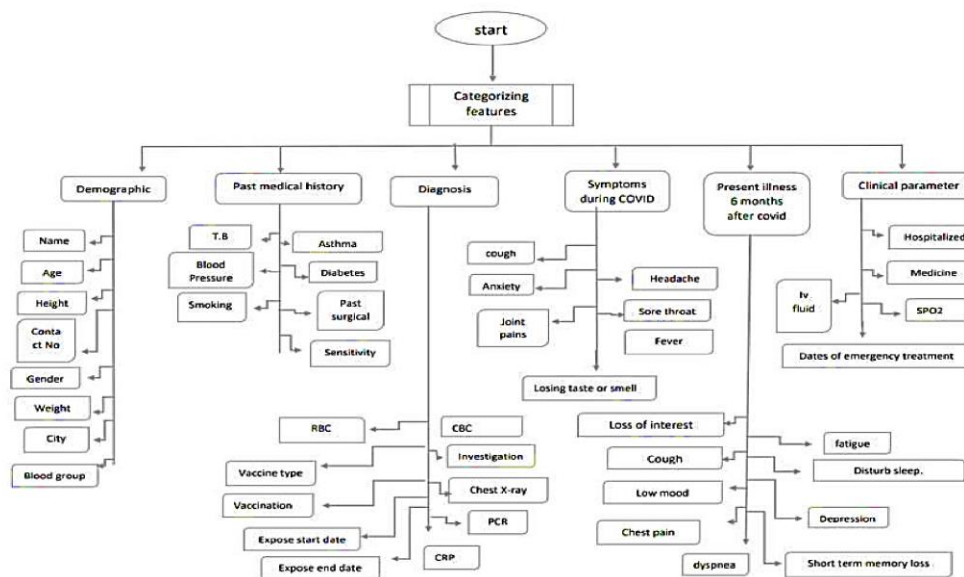 start
Categorizing
features
Demographic
Past medical history
Diagnosis
Symptoms
during COVID
Present illness
6 months
after covid
Clinical parameter
Name
Age
Height
Conta
ct No
Gender
Weight
City
Blood group
T.B
Asthma
Blood
Pressure
Diabetes
Smoking
Past
surgical
Sensitivity
RBC
CBC
Investigation
Vaccine type
Chest X-ray
Vaccination
PCR
Expose start date
CRP
Expose end date
cough
Headache
Anxiety
Sore throat
Joint
pains
Fever
Losing taste or smell
Loss of interest
fatigue
Cough
Disturb sleep.
Low mood
Depression
Chest pain
dyspnea
Short term memory loss
Hospitalized
Medicine
Iv
fluid
SPO2
Dates of emergency treatment